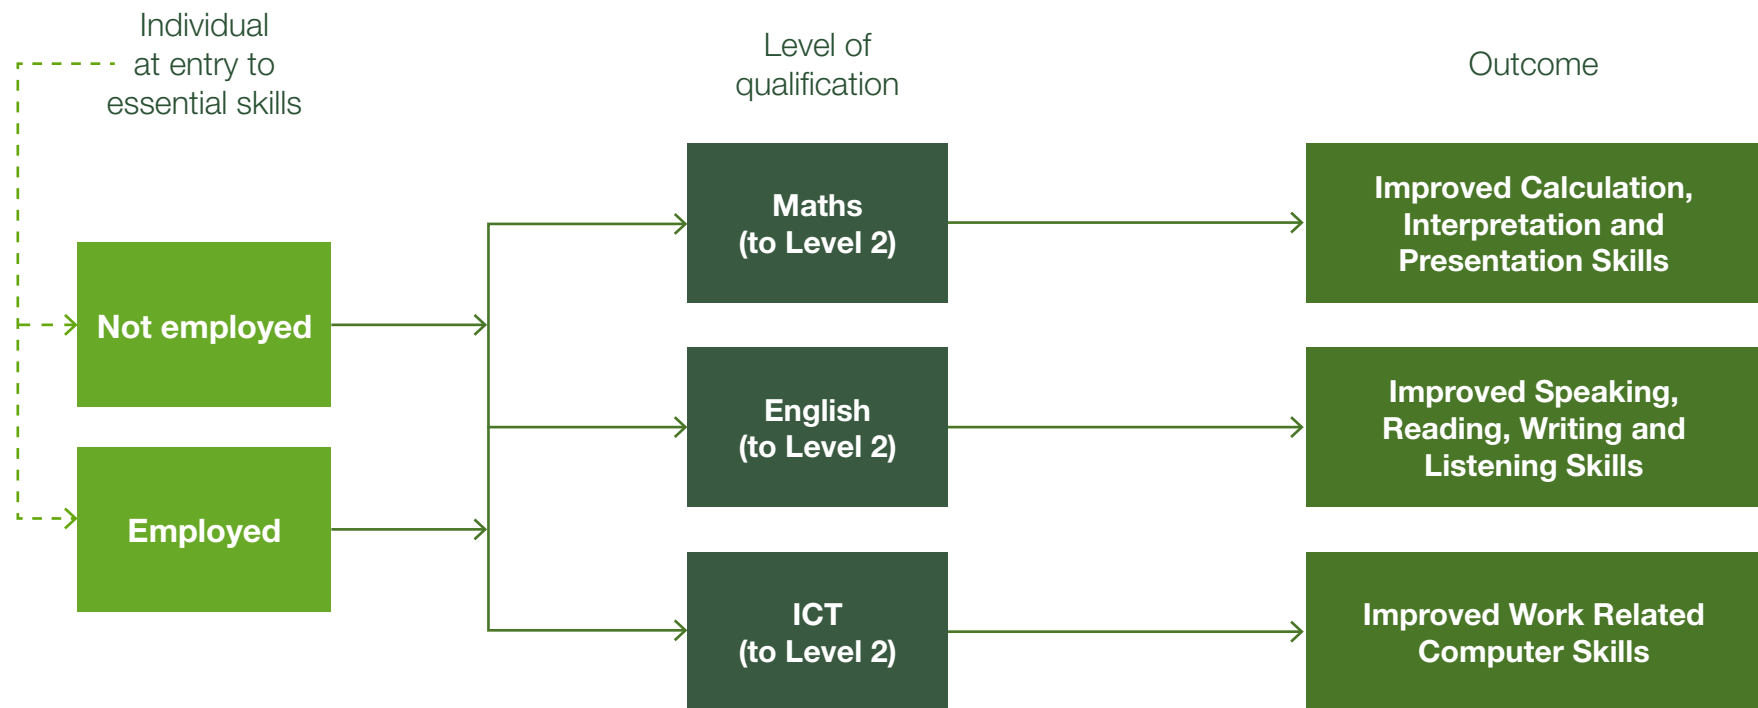 Individual
at entry to
essential skills
Level of
qualification
Outcome
Not employed
Employed
Maths
(to Level 2)
English
(to Level 2)
ICT
(to Level 2)
Improved Calculation,
Interpretation and
Presentation Skills
Improved Speaking,
Reading, Writing and
Listening Skills
Improved Work Related
Computer Skills